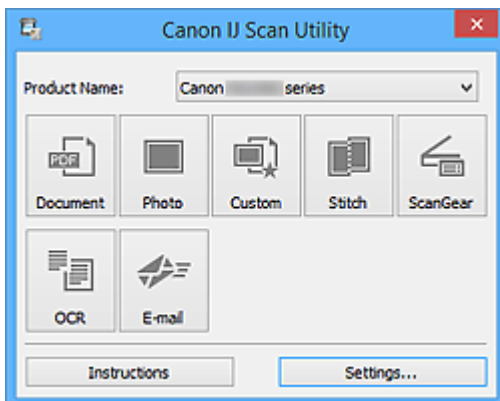 Canon IJ Scan Utility
Product Name: Canon series
Document Photo Custom Stitch ScanGear
PDF
OCR E-mail
Instructions Settings...